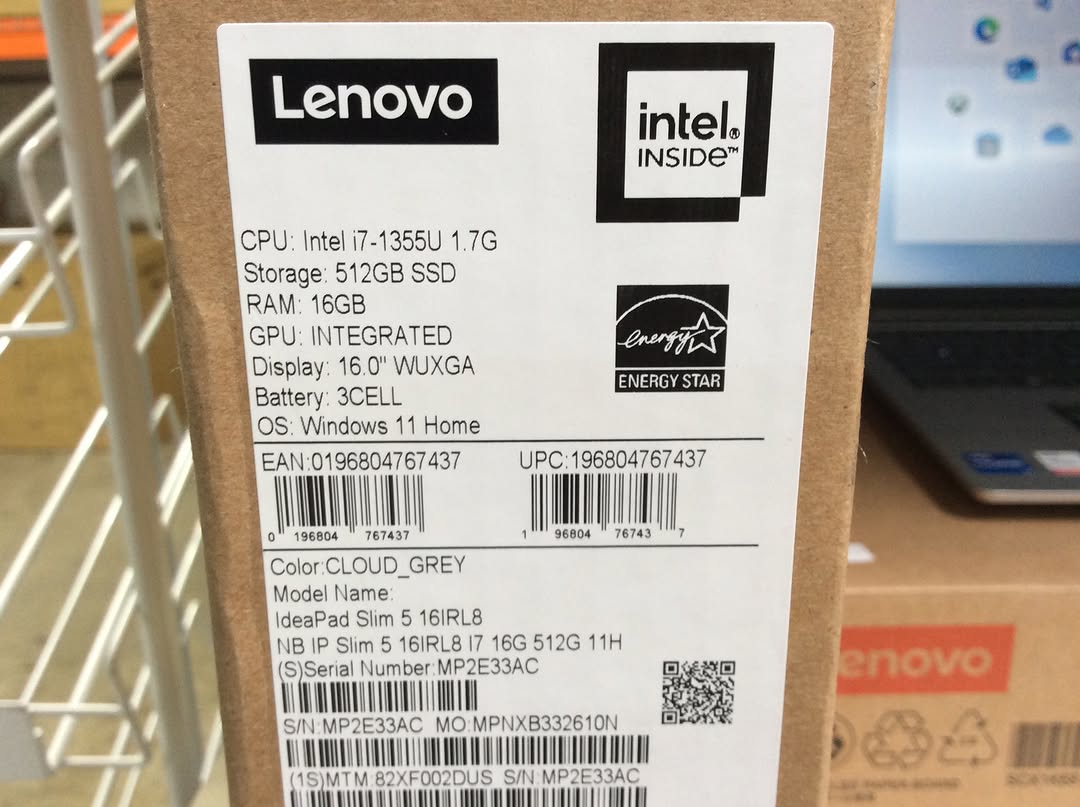 Lenovo
intel®
INSIDE™
CPU: Intel i7-1355U 1.7G
Storage: 512GB SSD
RAM: 16GB
GPU: INTEGRATED
Display: 16.0" WUXGA
Battery: 3CELL
OS: Windows 11 Home
energy
ENERGY STAR
EAN:0196804767437
UPC:196804767437
0 196804 767437
1 96804 76743 7
Color:CLOUD_GREY
Model Name:
IdeaPad Slim 5 16IRL8
NB IP Slim 5 16IRL8 I7 16G 512G 11H
(S)Serial Number:MP2E33AC
S/N:MP2E33AC MO:MPNXB332610N
(1S)MTM:82XF002DUS S/N:MP2E33AC
enovo